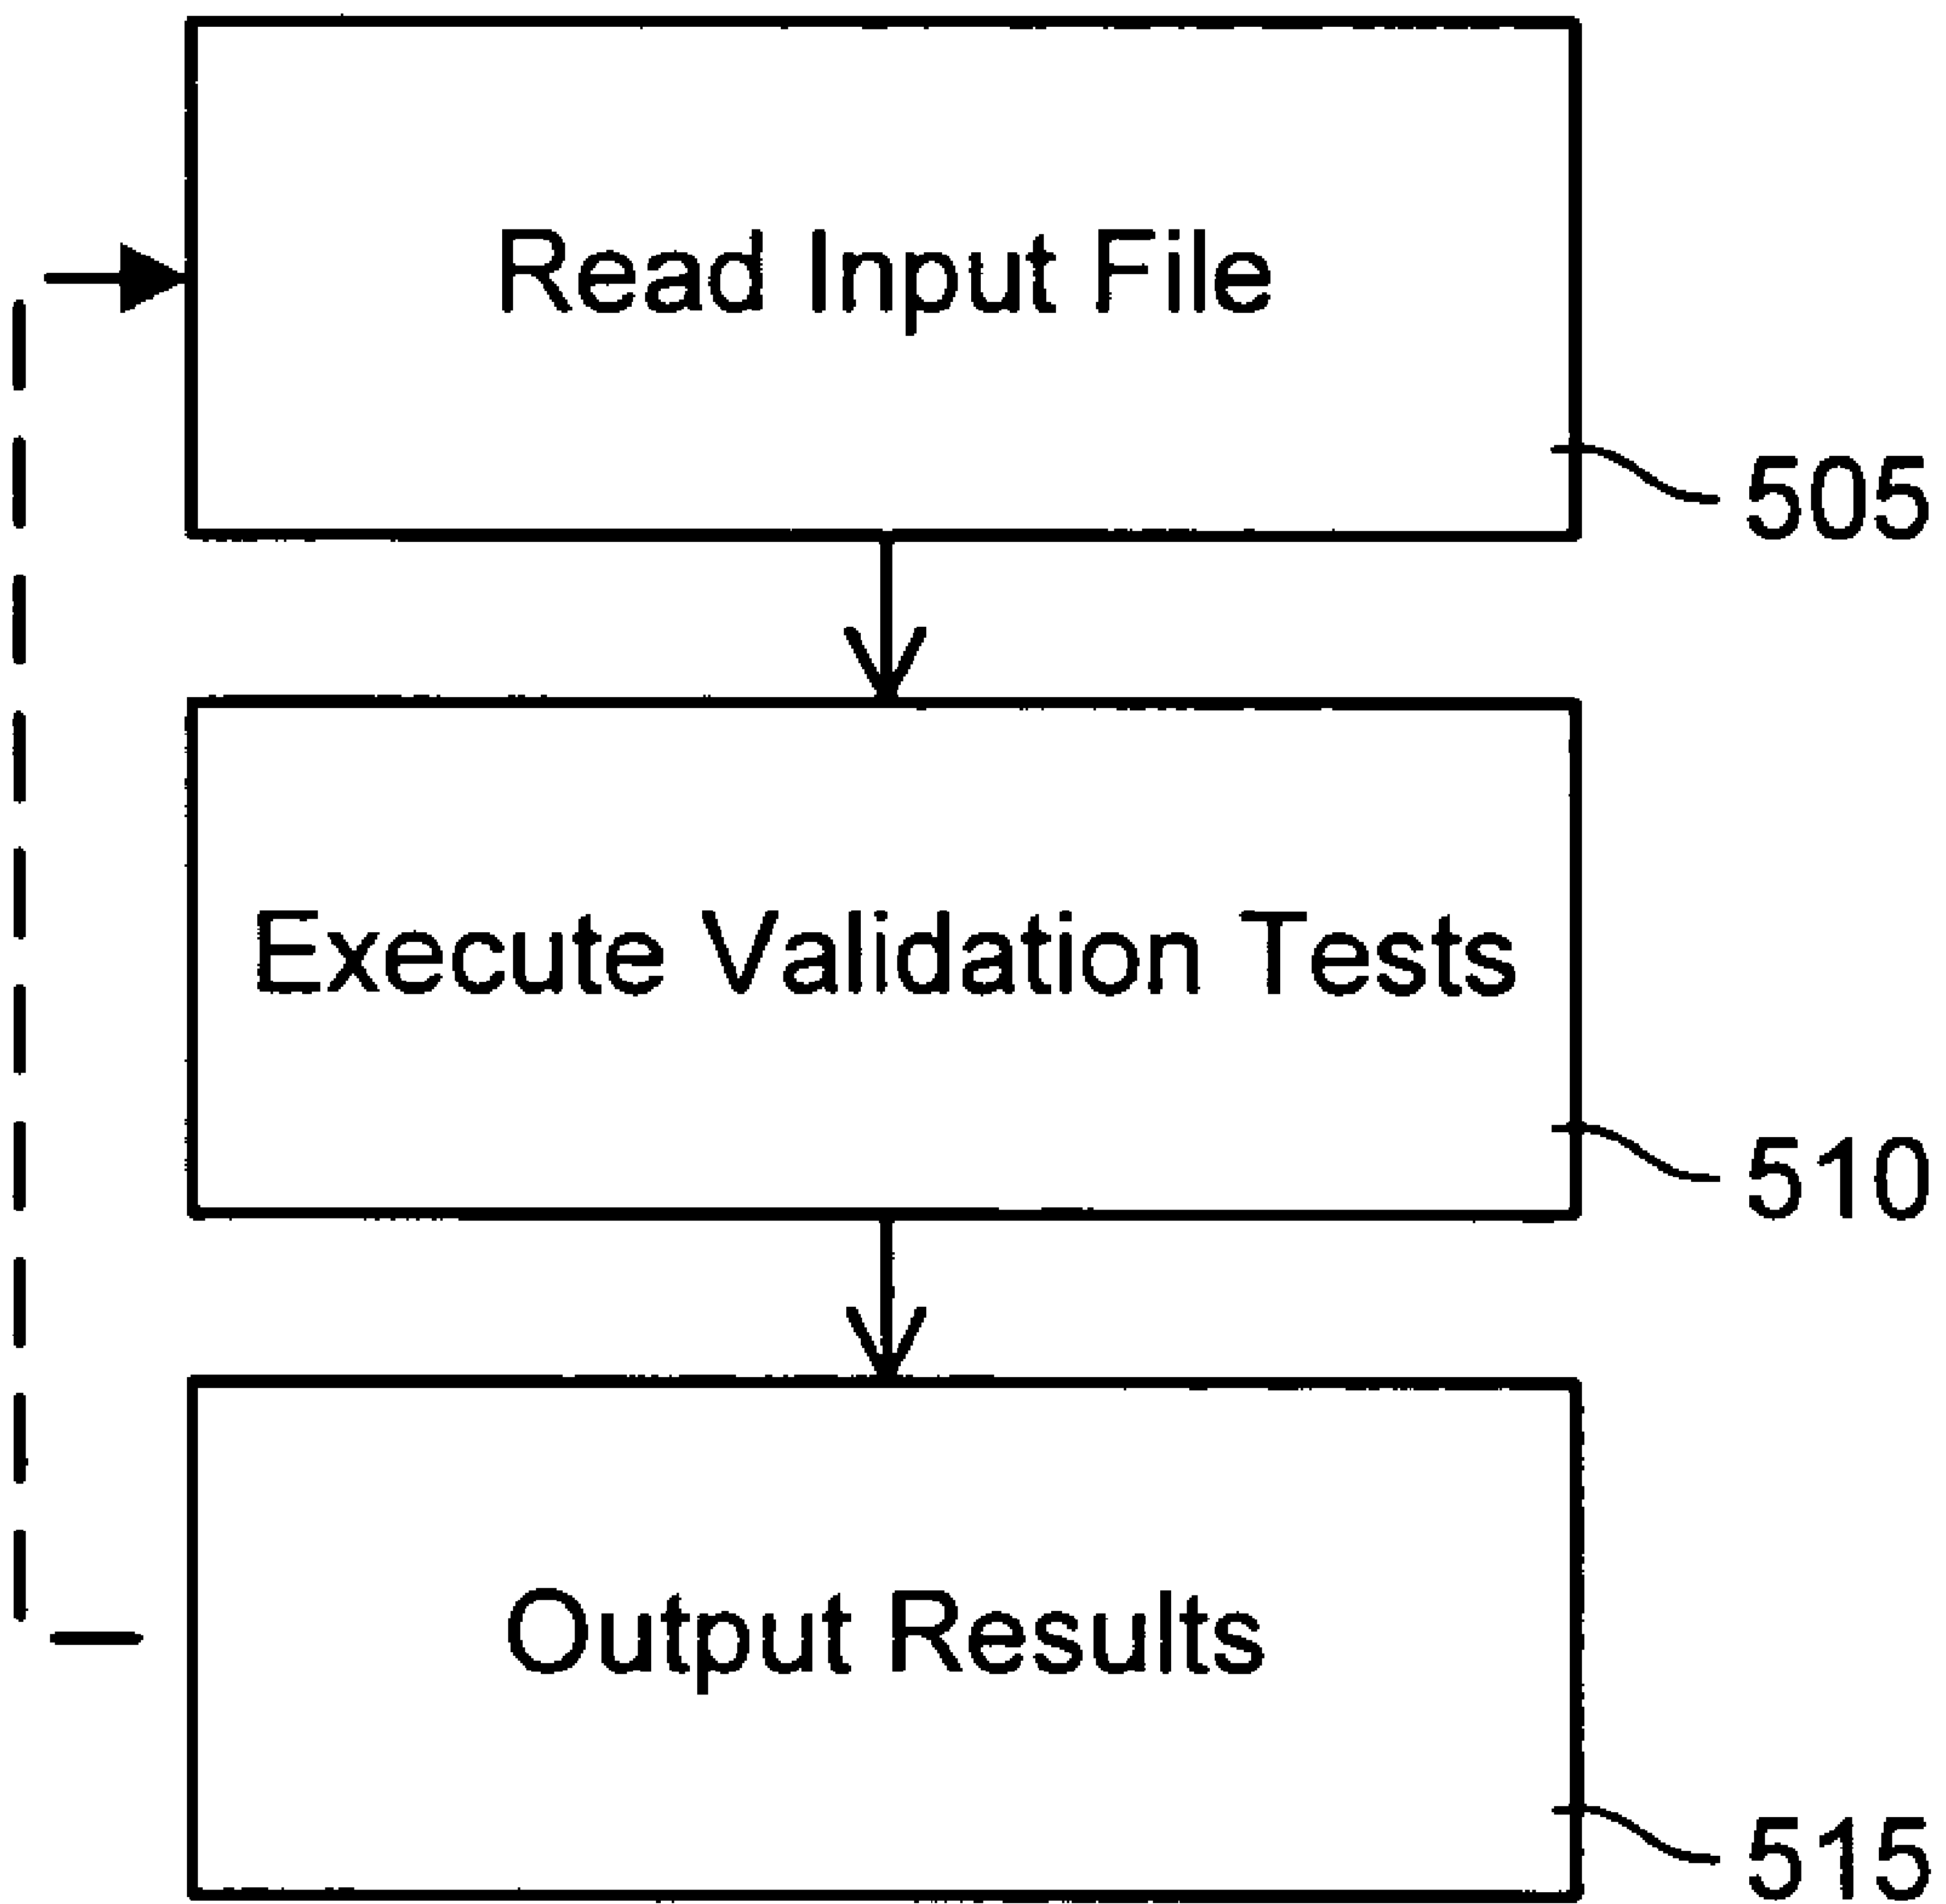 Read Input File
505
Execute Validation Tests
510
Output Results
515